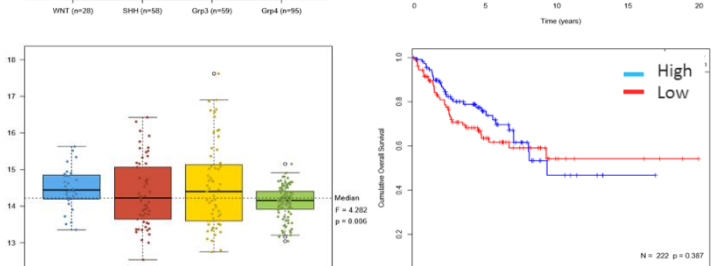 WNT (n=28) SHH (n=58) Grp3 (n=59) Grp4 (n=95)
18
17
16
15
14
13
Median
F = 4.282
p = 0.006
0 5 10 15 20
Time (years)
Cumulative Overall Survival
1.0
0.8
0.6
0.4
0.2
High
Low
N = 222 p = 0.387